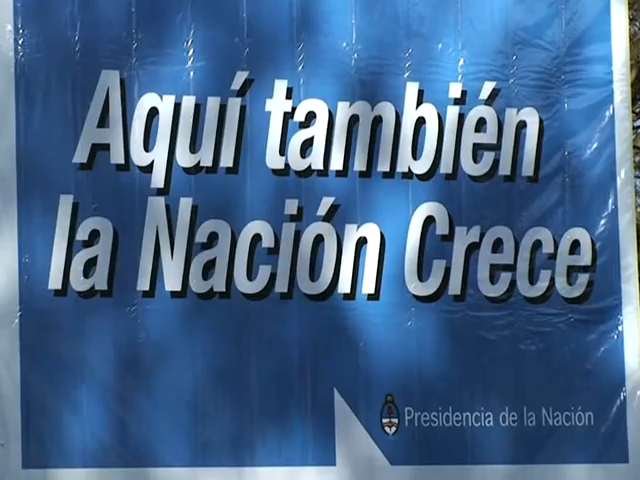 Aquí también
la Nación Crece
Presidencia de la Nación